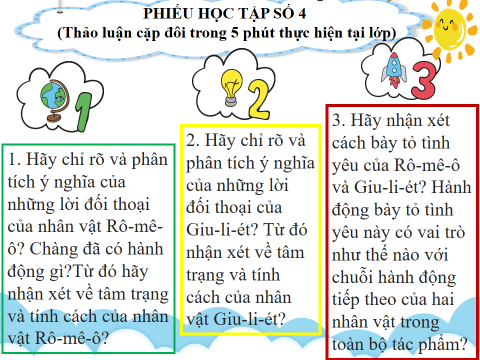 PHIẾU HỌC TẬP SỐ 4
(Thảo luận cặp đôi trong 5 phút thực hiện tại lớp)
1
2
3
1. Hãy chỉ rõ và phân
tích ý nghĩa của
những lời đối thoại
của nhân vật Rô-mê-
ô? Chàng đã có hành
động gì?Từ đó hãy
nhận xét về tâm trạng
và tính cách của nhân
vật Rô-mê-ô?
2. Hãy chỉ rõ và
phân tích ý nghĩa
của những lời
đối thoại của
Giu-li-ét? Từ đó
nhận xét về tâm
trạng và tính
cách của nhân
vật Giu-li-ét?
3. Hãy nhận xét
cách bày tỏ tình
yêu của Rô-mê-ô
và Giu-li-ét? Hành
động bày tỏ tình
yêu này có vai trò
như thế nào với
chuỗi hành động
tiếp theo của hai
nhân vật trong
toàn bộ tác phẩm?